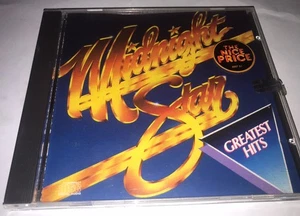 Midnight
Star
THE
NICE
PRICE
GREATEST
HITS